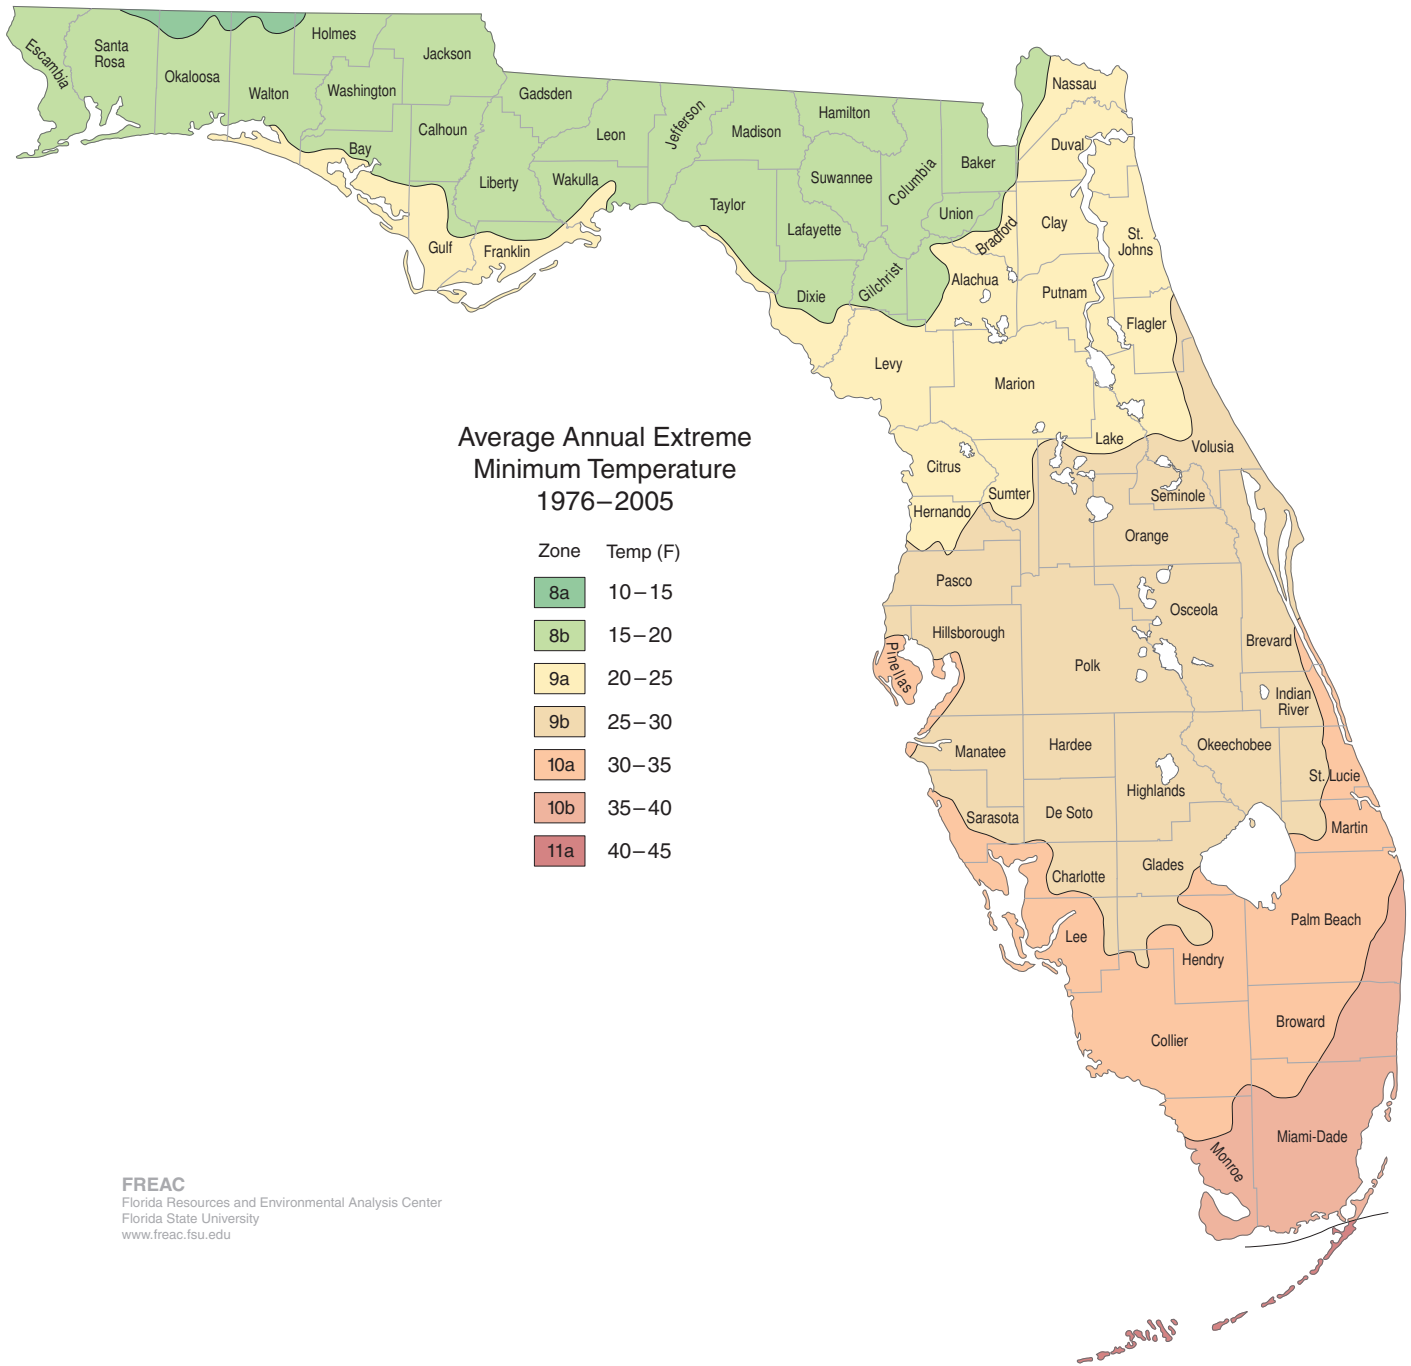 Escambia
Santa
Rosa
Okaloosa
Walton
Holmes
Washington
Jackson
Bay
Calhoun
Gulf
Liberty
Gadsden
Franklin
Wakulla
Leon
Jefferson
Madison
Taylor
Hamilton
Suwannee
Lafayette
Dixie
Columbia
Gilchrist
Baker
Union
Bradford
Alachua
Nassau
Duval
Clay
St.
Johns
Putnam
Flagler
Levy
Marion
Citrus
Hernando
Sumter
Lake
Volusia
Seminole
Orange
Pasco
Hillsborough
Pinellas
Polk
Osceola
Brevard
Indian
River
Manatee
Hardee
Highlands
Okeechobee
St. Lucie
Sarasota
De Soto
Martin
Charlotte
Glades
Lee
Hendry
Palm Beach
Collier
Broward
Monroe
Miami-Dade
Average Annual Extreme
Minimum Temperature
1976–2005
Zone Temp (F)
8a 10–15
8b 15–20
9a 20–25
9b 25–30
10a 30–35
10b 35–40
11a 40–45
FREAC
Florida Resources and Environmental Analysis Center
Florida State University
www.freac.fsu.edu